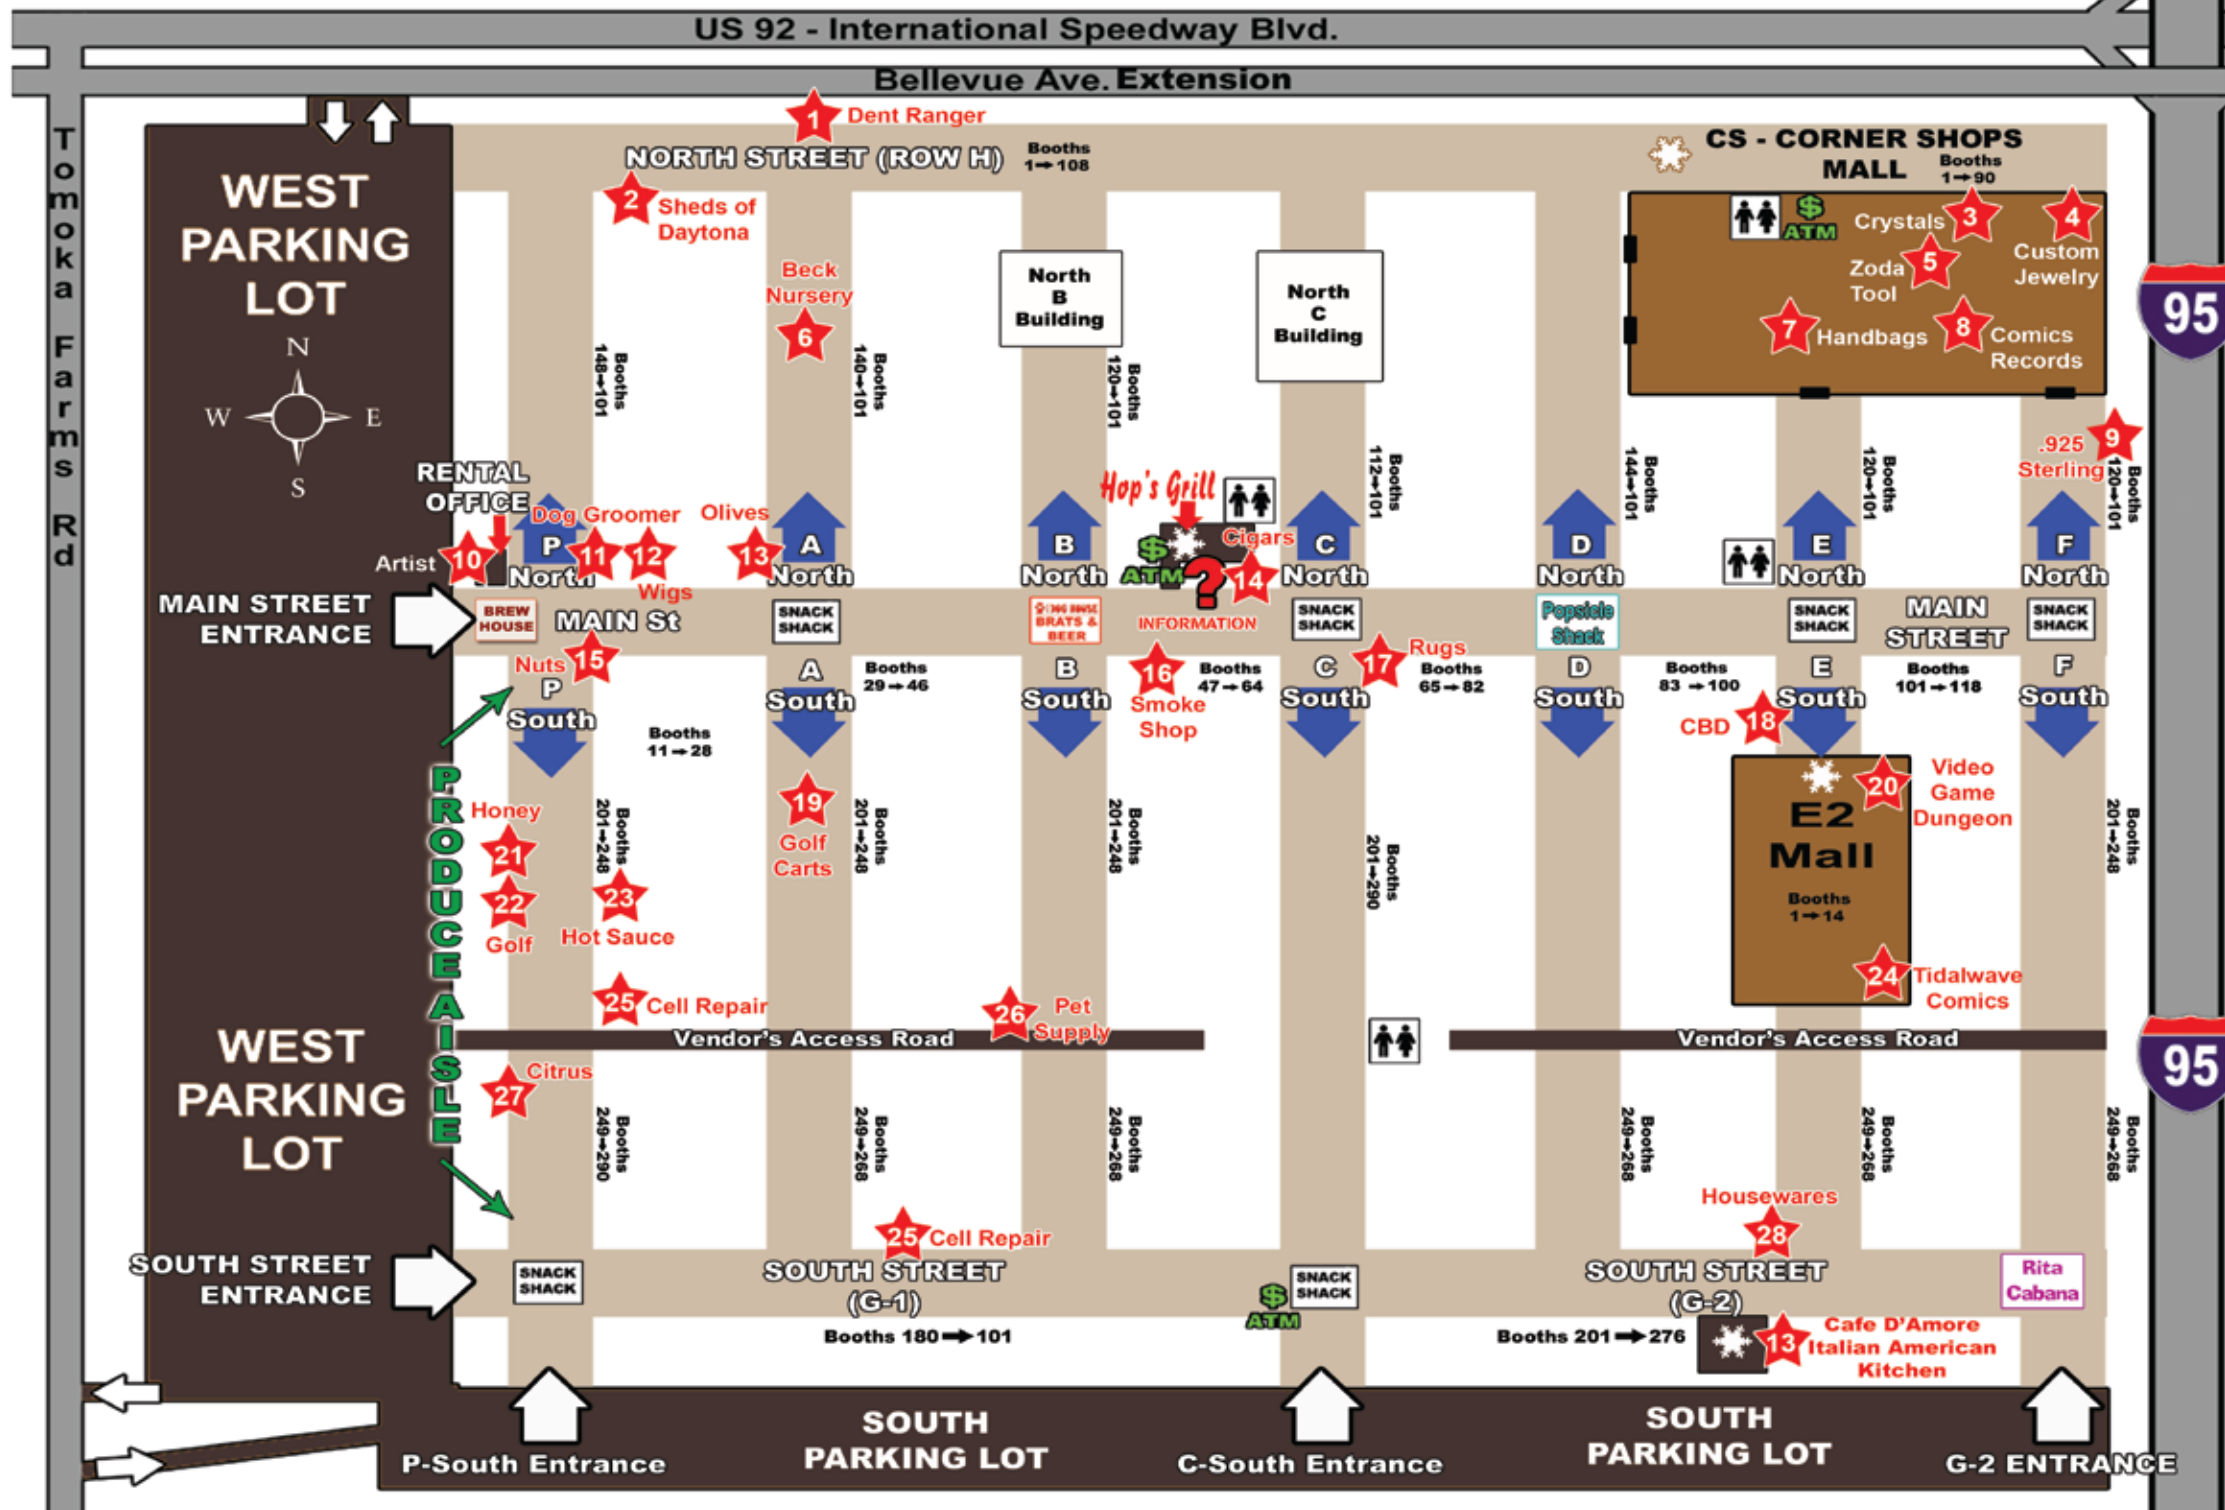 US 92 - International Speedway Blvd.
Bellevue Ave. Extension
Tomoka Farms Rd
1
Dent Ranger
NORTH STREET (ROW H)
Booths
1→108
CS - CORNER SHOPS
MALL
Booths
1→90
WEST
PARKING
LOT
N
W
E
S
2
Sheds of
Daytona
Beck
Nursery
6
North
B
Building
North
C
Building
$
ATM
Crystals
3
4
Custom
Jewelry
Zoda
Tool
5
7
Handbags
8
Comics
Records
95
Booths
148→101
Booths
140→101
Booths
120→101
Booths
112→101
Booths
144→101
Booths
120→101
.925
Sterling
9
Booths
120→101
RENTAL
OFFICE
Artist
10
P
North
Dog Groomer
11
12
Wigs
Olives
13
A
North
B
North
Hop's Grill
$
ATM
?
Cigars
14
C
North
D
North
E
North
F
North
MAIN STREET
ENTRANCE
BREW
HOUSE
MAIN St
SNACK
SHACK
DOG HOUSE
BRATS &
BEER
INFORMATION
SNACK
SHACK
Popsicle
Shack
SNACK
SHACK
MAIN
STREET
SNACK
SHACK
Nuts
15
P
South
A
South
Booths
29→46
B
South
16
Smoke
Shop
Booths
47→64
C
South
17
Rugs
Booths
65→82
D
South
Booths
83→100
E
South
Booths
101→118
F
South
Booths
11→28
CBD
18
PRODUCE AISLE
Honey
21
22
Golf
Booths
201→248
23
Hot Sauce
19
Golf
Carts
Booths
201→248
Booths
201→248
Booths
201→290
E2
Mall
Booths
1→14
20
Video
Game
Dungeon
24
Tidalwave
Comics
Booths
201→248
25
Cell Repair
26
Pet
Supply
Vendor's Access Road
Vendor's Access Road
95
WEST
PARKING
LOT
Citrus
27
Booths
249→290
Booths
249→268
Booths
249→268
Booths
249→268
Booths
249→268
Booths
249→268
25
Cell Repair
Housewares
28
SOUTH STREET
ENTRANCE
SNACK
SHACK
SOUTH STREET
(G-1)
Booths 180→101
$
ATM
SNACK
SHACK
SOUTH STREET
(G-2)
Booths 201→276
Rita
Cabana
13
Cafe D'Amore
Italian American
Kitchen
SOUTH
PARKING LOT
SOUTH
PARKING LOT
P-South Entrance
C-South Entrance
G-2 ENTRANCE